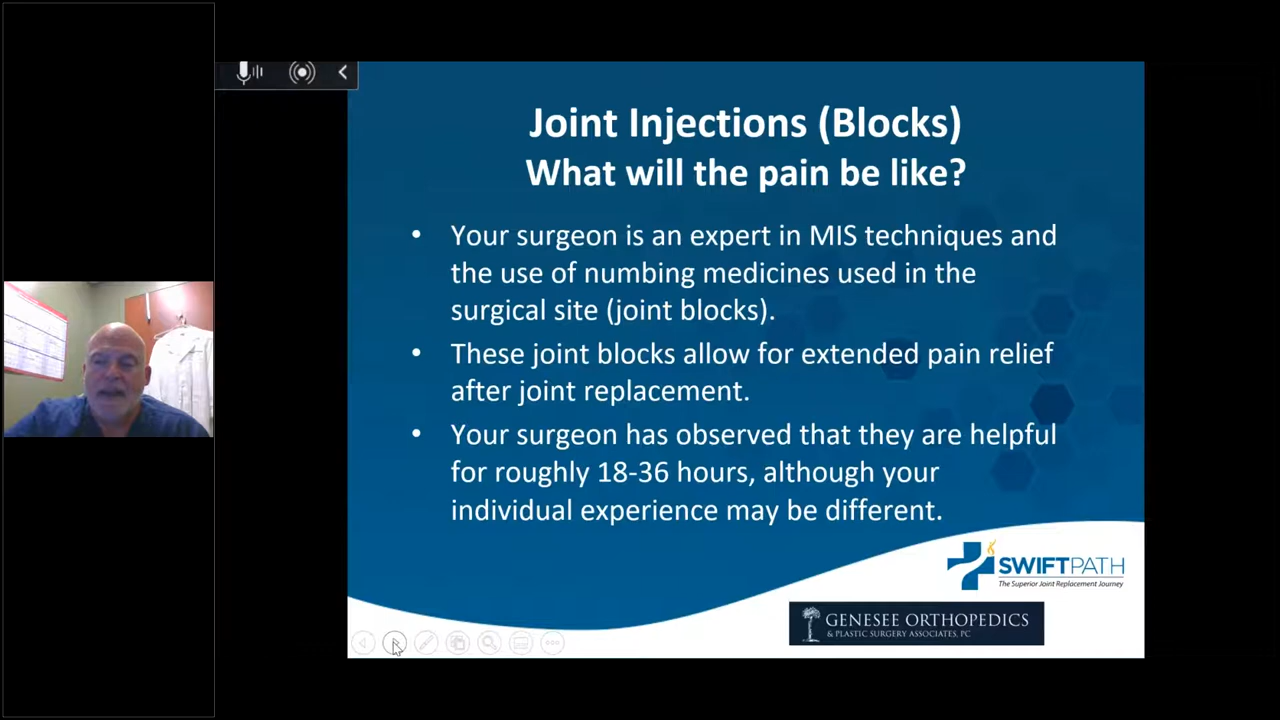 Joint Injections (Blocks)
What will the pain be like?
• Your surgeon is an expert in MIS techniques and
the use of numbing medicines used in the
surgical site (joint blocks).
• These joint blocks allow for extended pain relief
after joint replacement.
• Your surgeon has observed that they are helpful
for roughly 18-36 hours, although your
individual experience may be different.
SWIFTPATH
The Superior Joint Replacement Journey
GENESEE ORTHOPEDICS
& PLASTIC SURGERY ASSOCIATES, PC